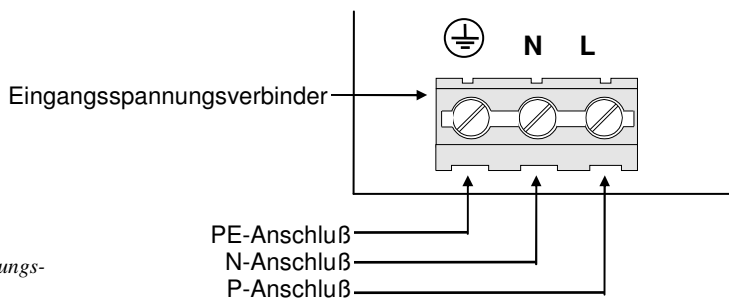 N L
Eingangsspannungsverbinder
PE-Anschluß
N-Anschluß
P-Anschluß